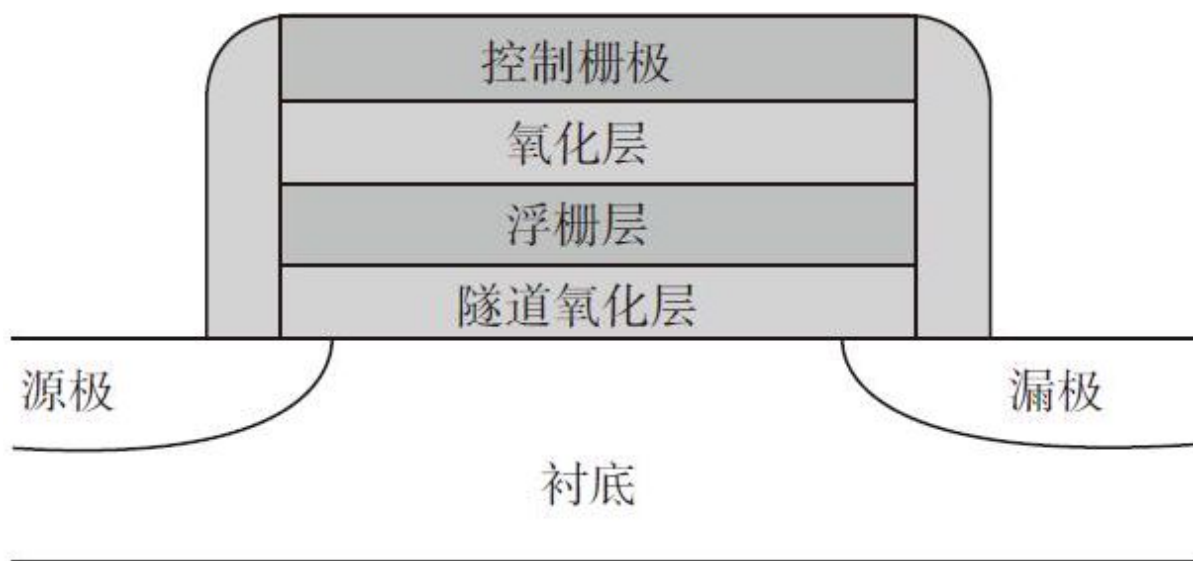 控制栅极
氧化层
浮栅层
隧道氧化层
源极
漏极
衬底